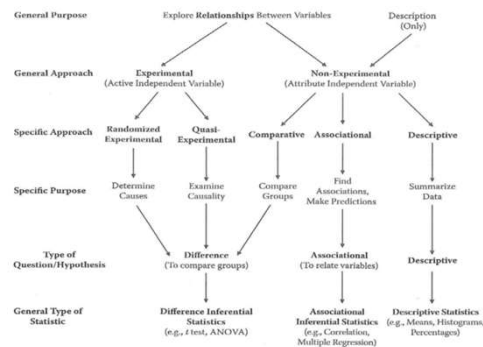 General Purpose
Explore Relationships Between Variables
Description
(Only)
General Approach
Experimental
(Active Independent Variable)
Non-Experimental
(Attribute Independent Variable)
Specific Approach
Randomized
Experimental
Quasi-
Experimental
Comparative
Associational
Descriptive
Specific Purpose
Determine
Causes
Examine
Causality
Compare
Groups
Find
Associations,
Make Predictions
Summarize
Data
Type of
Question/Hypothesis
Difference
(To compare groups)
Associational
(To relate variables)
Descriptive
General Type of
Statistic
Difference Inferential
Statistics
(e.g., t test, ANOVA)
Associational
Inferential Statistics
(e.g., Correlation,
Multiple Regression)
Descriptive Statistics
(e.g., Means, Histograms,
Percentages)